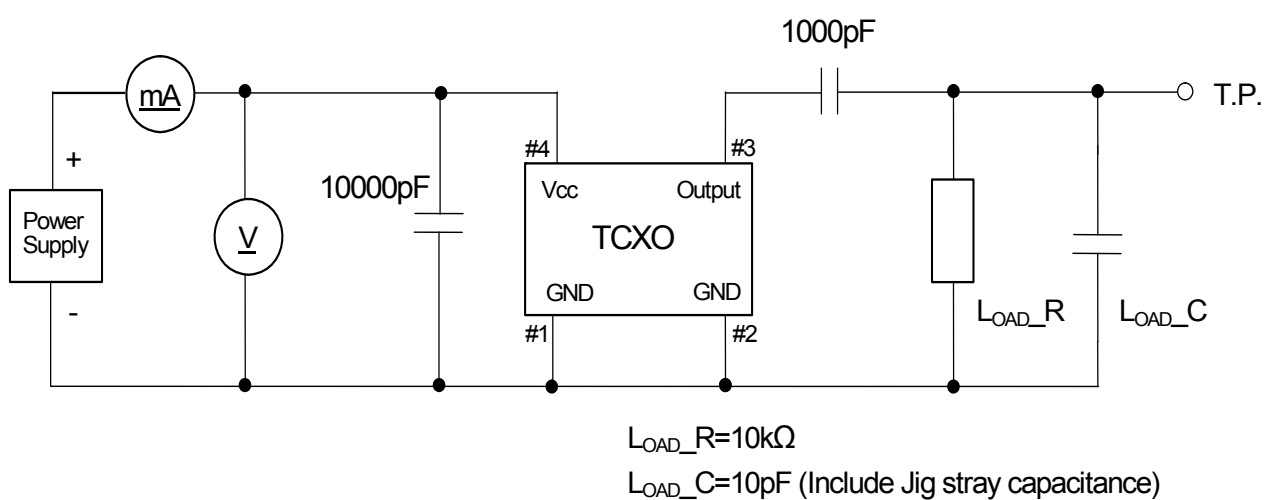 1000pF
mA
T.P.
+
#4
#3
10000pF
Vcc
Output
Power
Supply
V
TCXO
-
GND
GND
#1
#2
LOAD_R
LOAD_C
LOAD_R=10kΩ
LOAD_C=10pF (Include Jig stray capacitance)